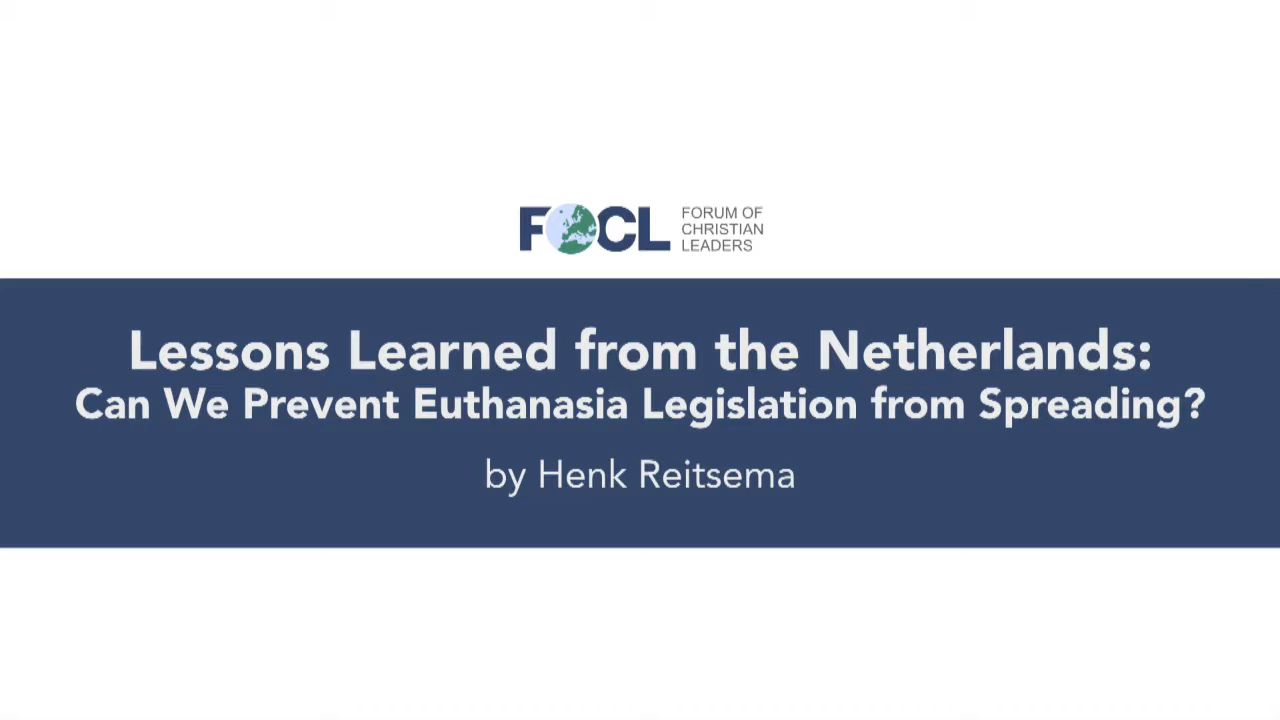 FOCL
FORUM OF
CHRISTIAN
LEADERS
Lessons Learned from the Netherlands:
Can We Prevent Euthanasia Legislation from Spreading?
by Henk Reitsema